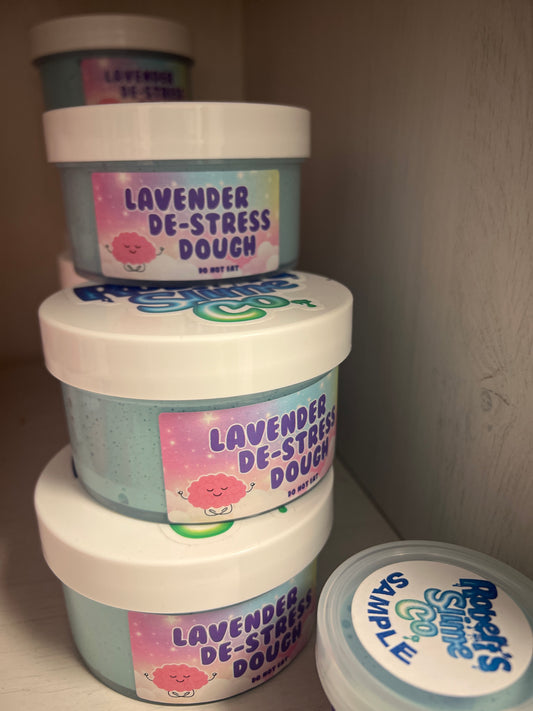 LAVENDER
DE-STRESS
LAVENDER
DE-STRESS
DOUGH
DO NOT EAT
Slime
Co.
LAVENDER
DE-STRESS
DOUGH
DO NOT EAT
LAVENDER
DE-STRESS
DOUGH
DO NOT EAT
Slime
Co.
SAMPLE